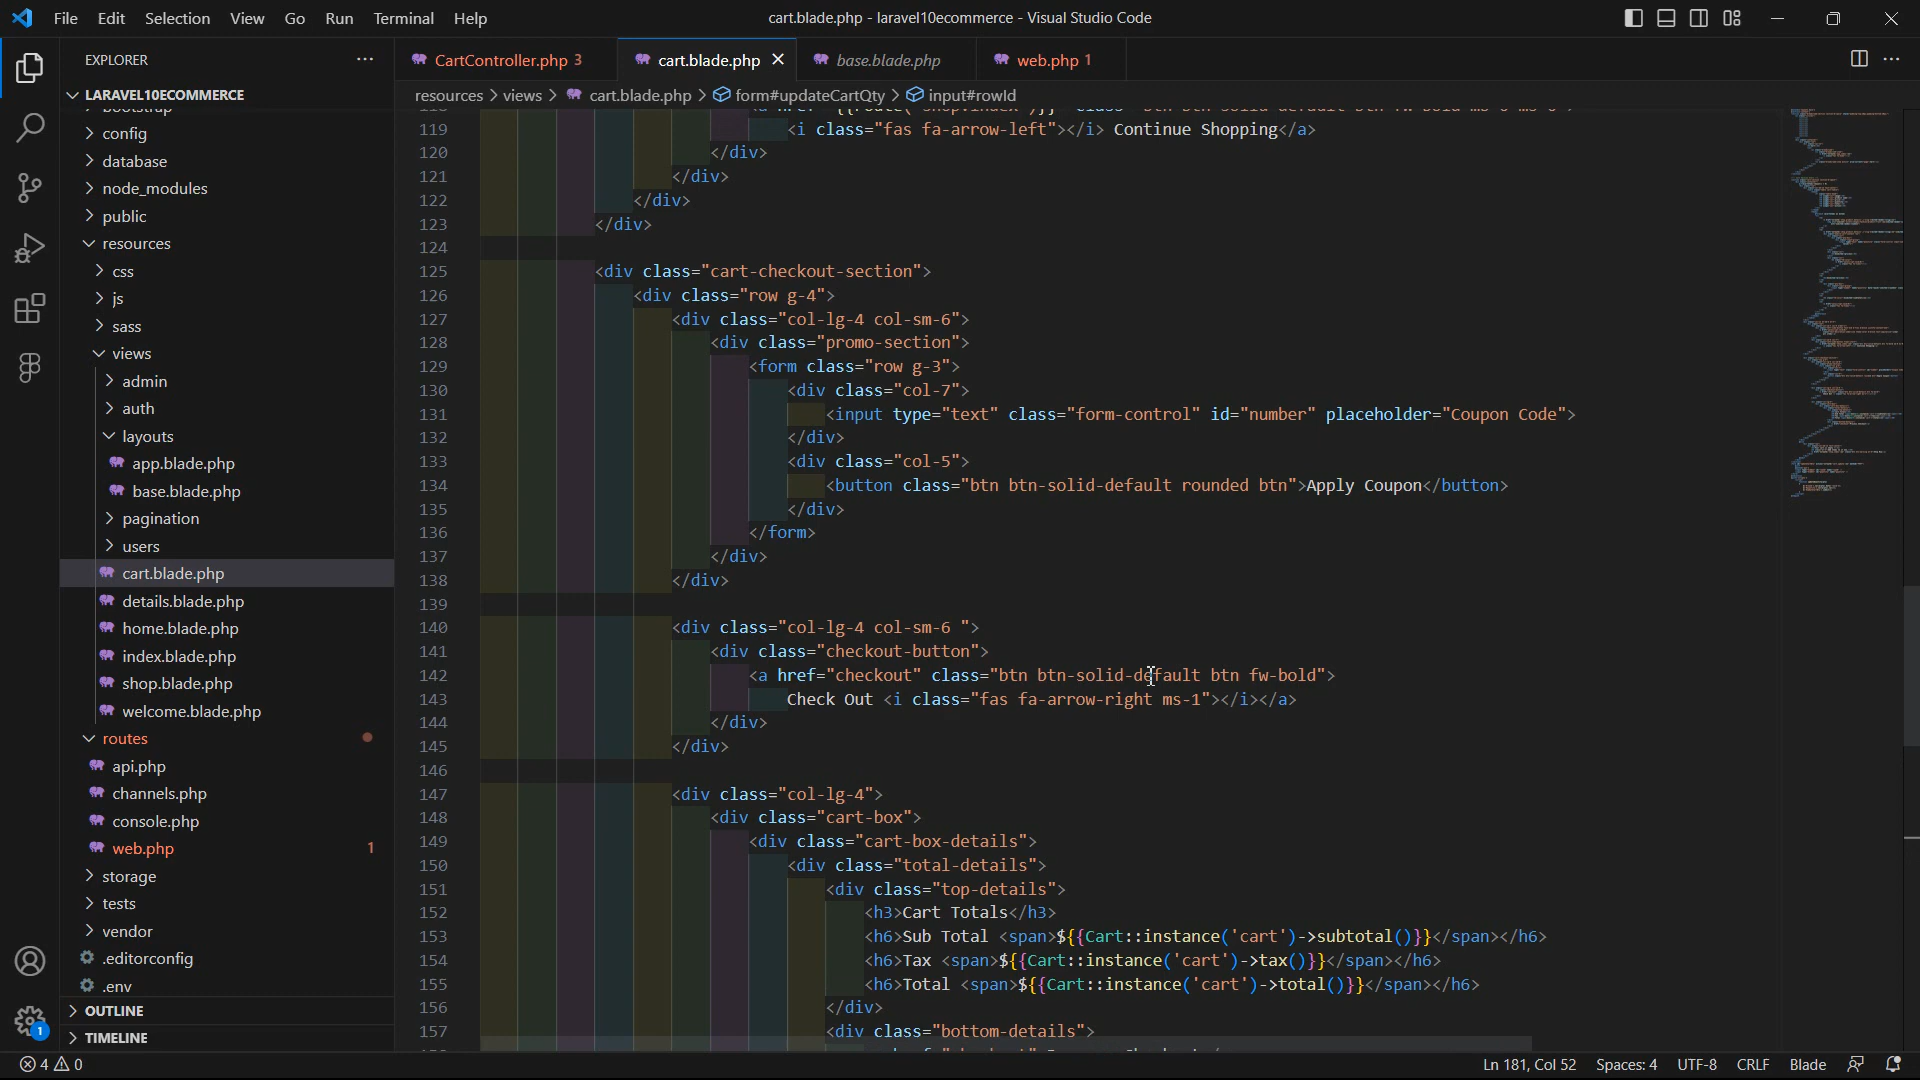 File Edit Selection View Go Run Terminal Help
cart.blade.php - laravel10ecommerce - Visual Studio Code
EXPLORER
CartController.php 3
cart.blade.php
base.blade.php
web.php 1
LARAVEL10ECOMMERCE
resources > views > cart.blade.php > form#updateCartQty > input#rowId
config
database
node_modules
public
resources
css
js
sass
views
admin
auth
layouts
app.blade.php
base.blade.php
pagination
users
cart.blade.php
details.blade.php
home.blade.php
index.blade.php
shop.blade.php
welcome.blade.php
routes
api.php
channels.php
console.php
web.php 1
storage
tests
vendor
.editorconfig
.env
OUTLINE
TIMELINE
119 <i class="fas fa-arrow-left"></i> Continue Shopping</a>
120 </div>
121 </div>
122 </div>
123 </div>
124
125 <div class="cart-checkout-section">
126 <div class="row g-4">
127 <div class="col-lg-4 col-sm-6">
128 <div class="promo-section">
129 <form class="row g-3">
130 <div class="col-7">
131 <input type="text" class="form-control" id="number" placeholder="Coupon Code">
132 </div>
133 <div class="col-5">
134 <button class="btn btn-solid-default rounded btn">Apply Coupon</button>
135 </div>
136 </form>
137 </div>
138 </div>
139
140 <div class="col-lg-4 col-sm-6 ">
141 <div class="checkout-button">
142 <a href="checkout" class="btn btn-solid-default btn fw-bold">
143 Check Out <i class="fas fa-arrow-right ms-1"></i></a>
144 </div>
145 </div>
146
147 <div class="col-lg-4">
148 <div class="cart-box">
149 <div class="cart-box-details">
150 <div class="total-details">
151 <div class="top-details">
152 <h3>Cart Totals</h3>
153 <h6>Sub Total <span>${{Cart::instance('cart')->subtotal()}}</span></h6>
154 <h6>Tax <span>${{Cart::instance('cart')->tax()}}</span></h6>
155 <h6>Total <span>${{Cart::instance('cart')->total()}}</span></h6>
156 </div>
157 <div class="bottom-details">
1
4 0
Ln 181, Col 52 Spaces: 4 UTF-8 CRLF Blade